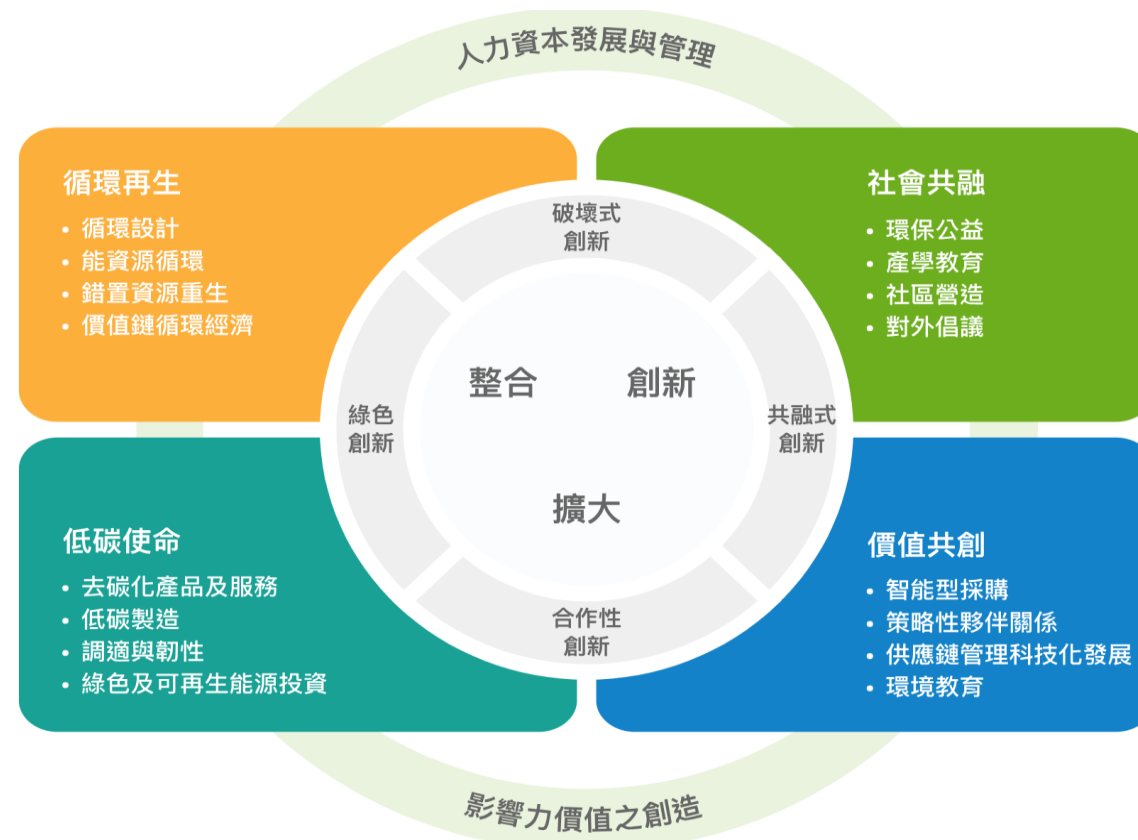 人力資本發展與管理
循環再生
• 循環設計
• 能資源循環
• 錯置資源重生
• 價值鏈循環經濟
社會共融
• 環保公益
• 產學教育
• 社區營造
• 對外倡議
破壞式
創新
綠色
創新
共融式
創新
合作性
創新
整合
創新
擴大
低碳使命
• 去碳化產品及服務
• 低碳製造
• 調適與韌性
• 綠色及可再生能源投資
價值共創
• 智能型採購
• 策略性夥伴關係
• 供應鏈管理科技化發展
• 環境教育
影響力價值之創造